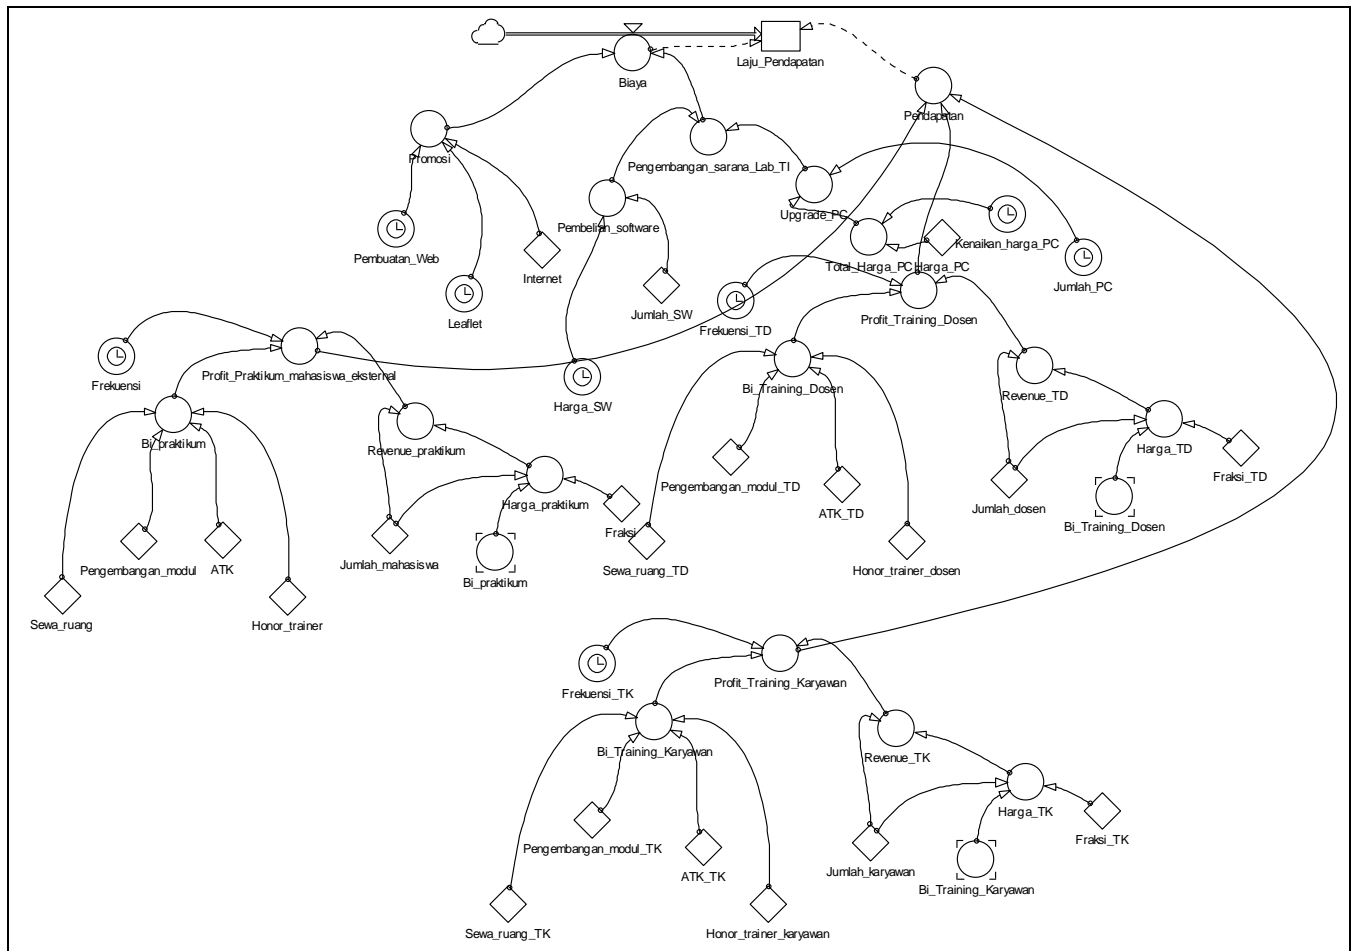 Laju_Pendapatan
Biaya
Pendapatan
Promosi
Pengembangan_sarana_Lab_TI
Upgrade_PC
Pembelian_software
Pembuatan_Web
Kenaikan_harga_PC
Total_Harga_PC
Harga_PC
Internet
Jumlah_PC
Leaflet
Jumlah_SW
Frekuensi_TD
Profit_Training_Dosen
Frekuensi
Profit_Praktikum_mahasiswa_eksternal
Harga_SW
Bi_Training_Dosen
Revenue_TD
Bi_praktikum
Revenue_praktikum
Harga_TD
Fraksi_TD
Pengembangan_modul_TD
ATK_TD
Jumlah_dosen
Bi_Training_Dosen
Harga_praktikum
Fraksi
Pengembangan_modul
ATK
Jumlah_mahasiswa
Bi_praktikum
Sewa_ruang_TD
Honor_trainer_dosen
Sewa_ruang
Honor_trainer
Frekuensi_TK
Profit_Training_Karyawan
Bi_Training_Karyawan
Revenue_TK
Harga_TK
Fraksi_TK
Pengembangan_modul_TK
ATK_TK
Jumlah_karyawan
Bi_Training_Karyawan
Sewa_ruang_TK
Honor_trainer_karyawan